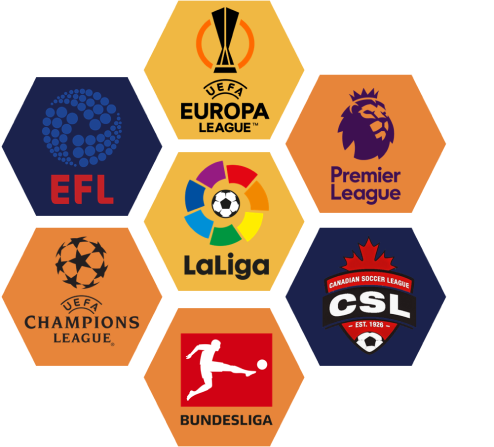 UEFA
EUROPA
LEAGUE™
EFL
Premier
League
LaLiga
UEFA
CHAMPIONS
LEAGUE®
CANADIAN SOCCER LEAGUE
CSL
EST. 1926
BUNDESLIGA